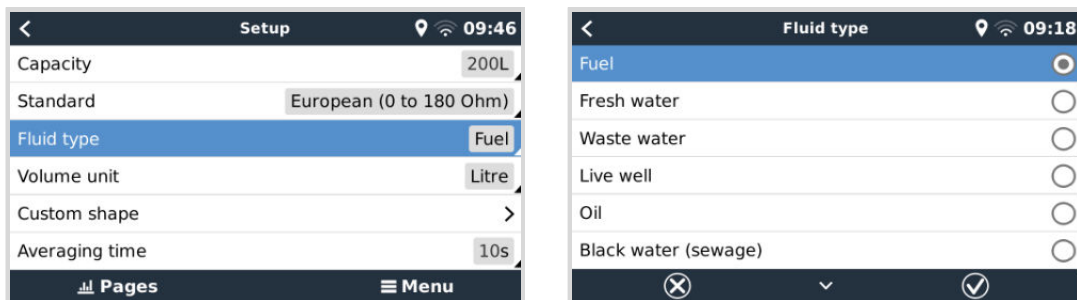 Setup 09:46
Capacity 200L
Standard European (0 to 180 Ohm)
Fluid type Fuel
Volume unit Litre
Custom shape
Averaging time 10s
Pages Menu
Fluid type 09:18
Fuel
Fresh water
Waste water
Live well
Oil
Black water (sewage)